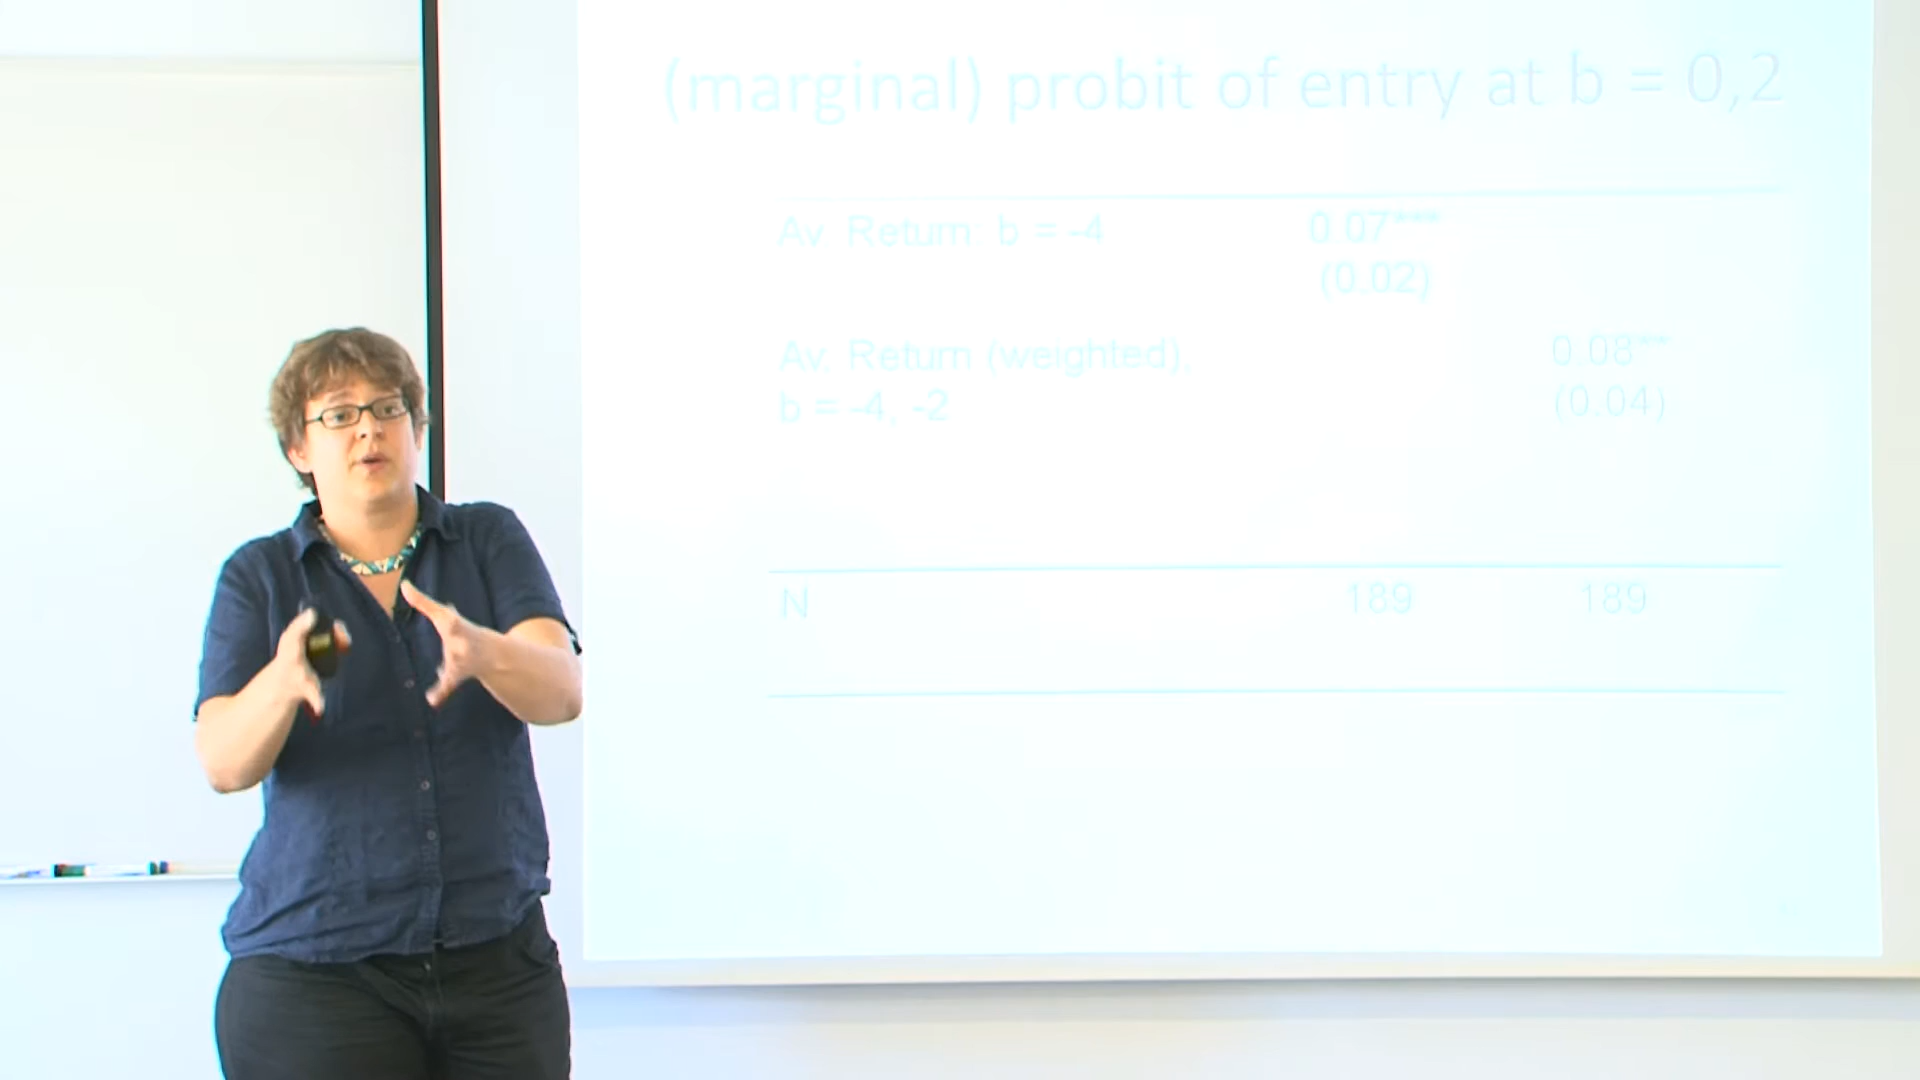 (marginal) probit of entry at b = 0,2
Av. Return: b = -4 0.07***
(0.02)
Av. Return (weighted), 0.08**
b = -4, -2 (0.04)
N 189 189